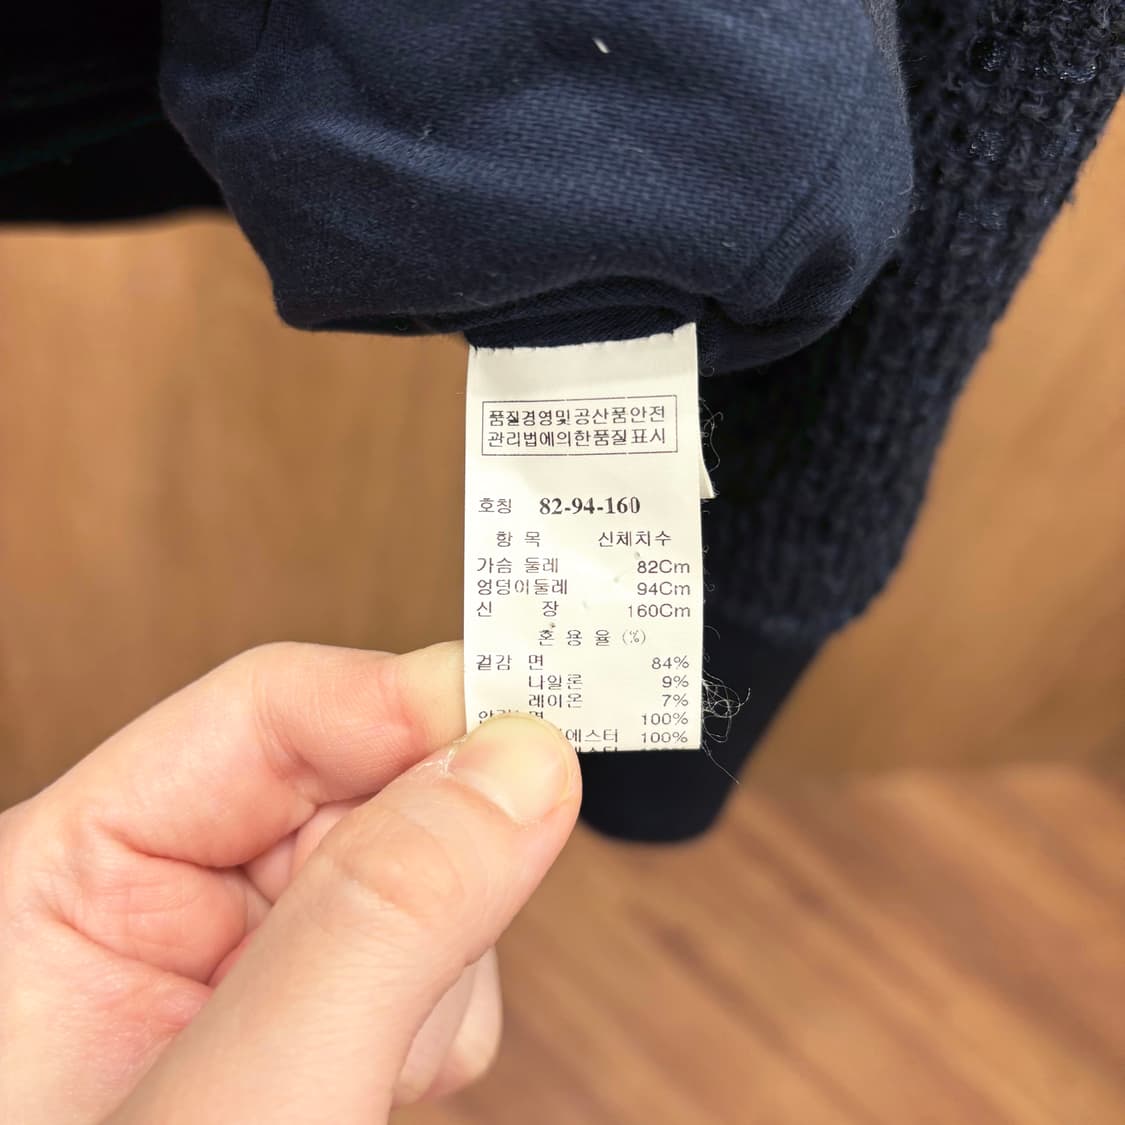 품질경영및공산품안전
관리법에의한품질표시
호칭 82-94-160
항 목 신체치수
가슴 둘레 82Cm
엉덩이둘레 94Cm
신 장 160Cm
혼 용 율 (%)
겉감 면 84%
나일론 9%
레이온 7%
면 100%
에스터 100%